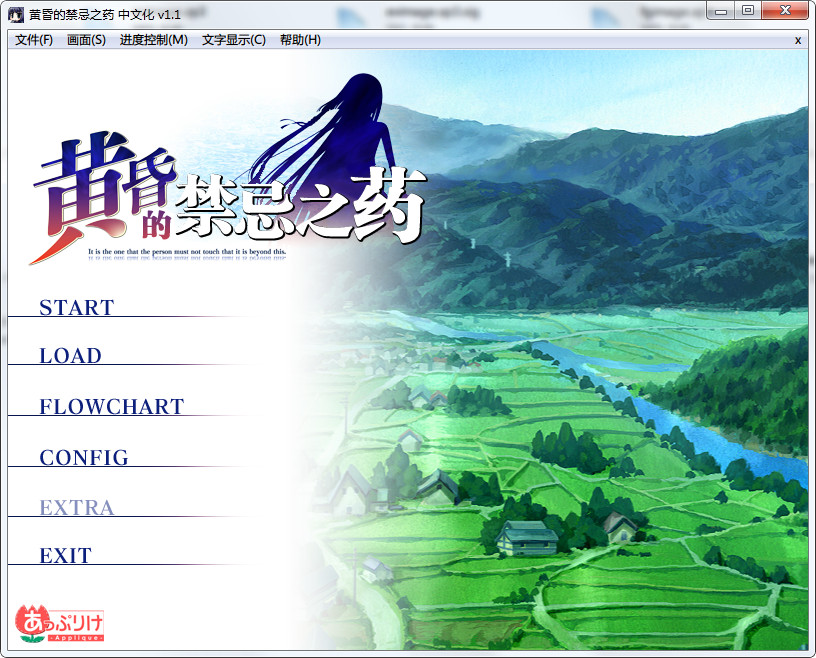 黄昏的禁忌之药 中文化 v1.1
文件(F) 画面(S) 进度控制(M) 文字显示(C) 帮助(H) x
黄昏的禁忌之药
It is the one that the person must not touch that it is beyond this.
START
LOAD
FLOWCHART
CONFIG
EXTRA
EXIT
あっぷりけ
-Applique-